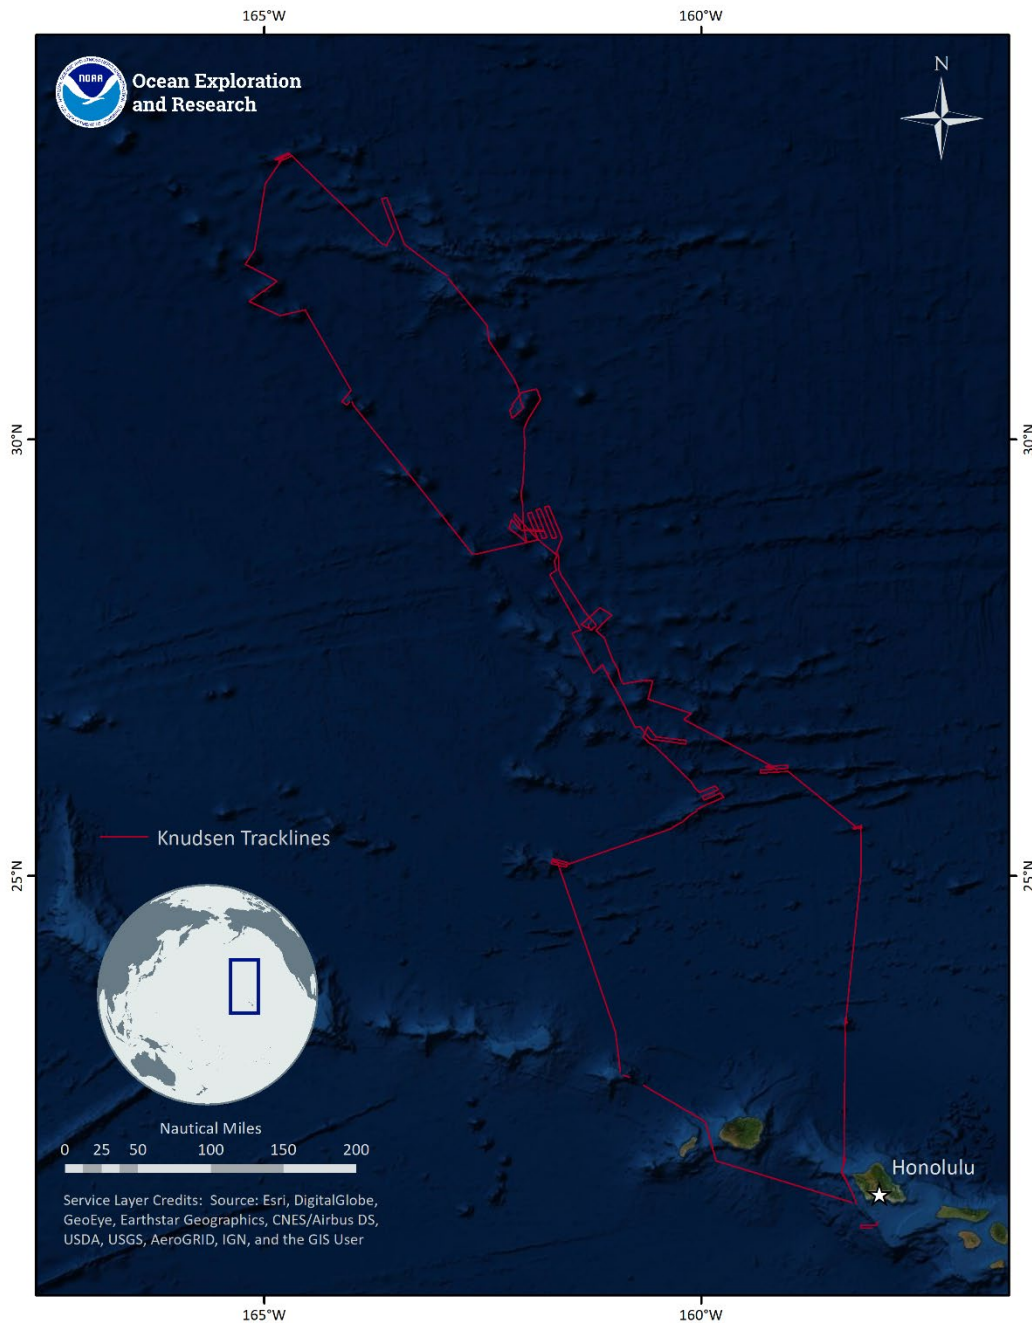 165°W
160°W
NOAA
Ocean Exploration
and Research
N
30°N
30°N
25°N
25°N
Knudsen Tracklines
Nautical Miles
0 25 50 100 150 200
Honolulu
Service Layer Credits: Source: Esri, DigitalGlobe,
GeoEye, Earthstar Geographics, CNES/Airbus DS,
USDA, USGS, AeroGRID, IGN, and the GIS User
165°W
160°W